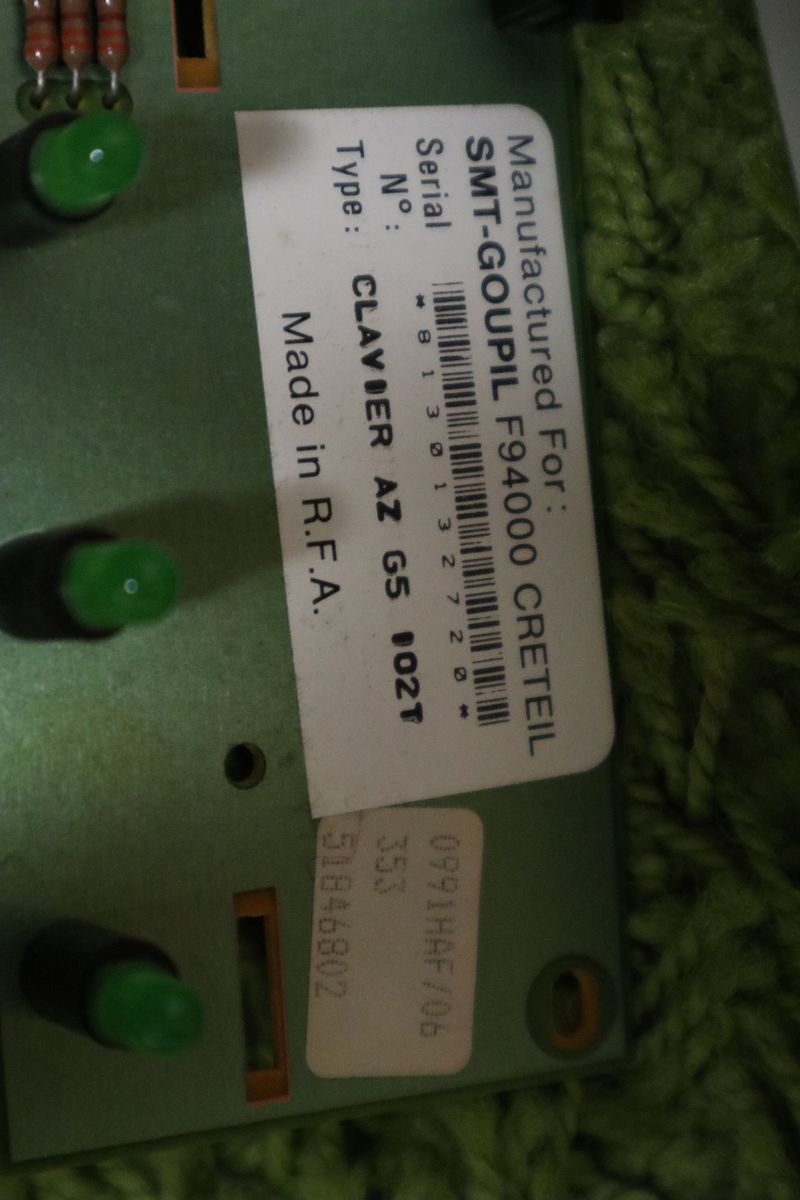 Manufactured For:
SMT-GOUPIL F94000 CRETEIL
Serial
N°:
*8130132720*
Type: CLAVIER AZ G5 102T
Made in R.F.A.
0991HAF/06
353
51846802